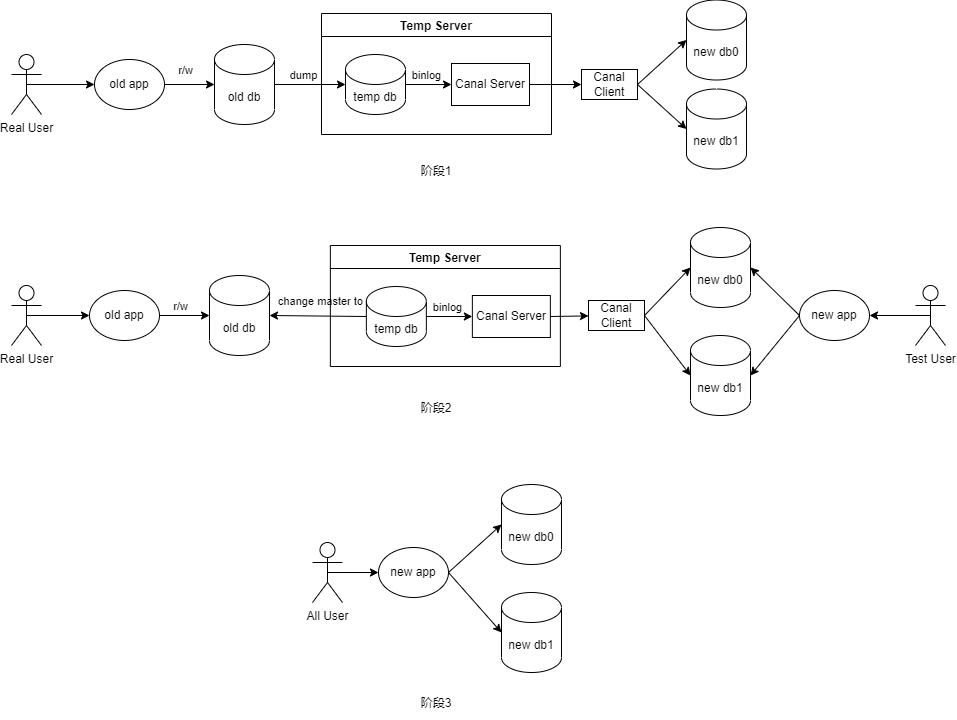 Temp Server
Real User
old app
r/w
old db
dump
temp db
binlog
Canal Server
Canal
Client
new db0
new db1
阶段1
Temp Server
Real User
old app
r/w
old db
change master to
temp db
binlog
Canal Server
Canal
Client
new db0
new db1
new app
Test User
阶段2
All User
new app
new db0
new db1
阶段3